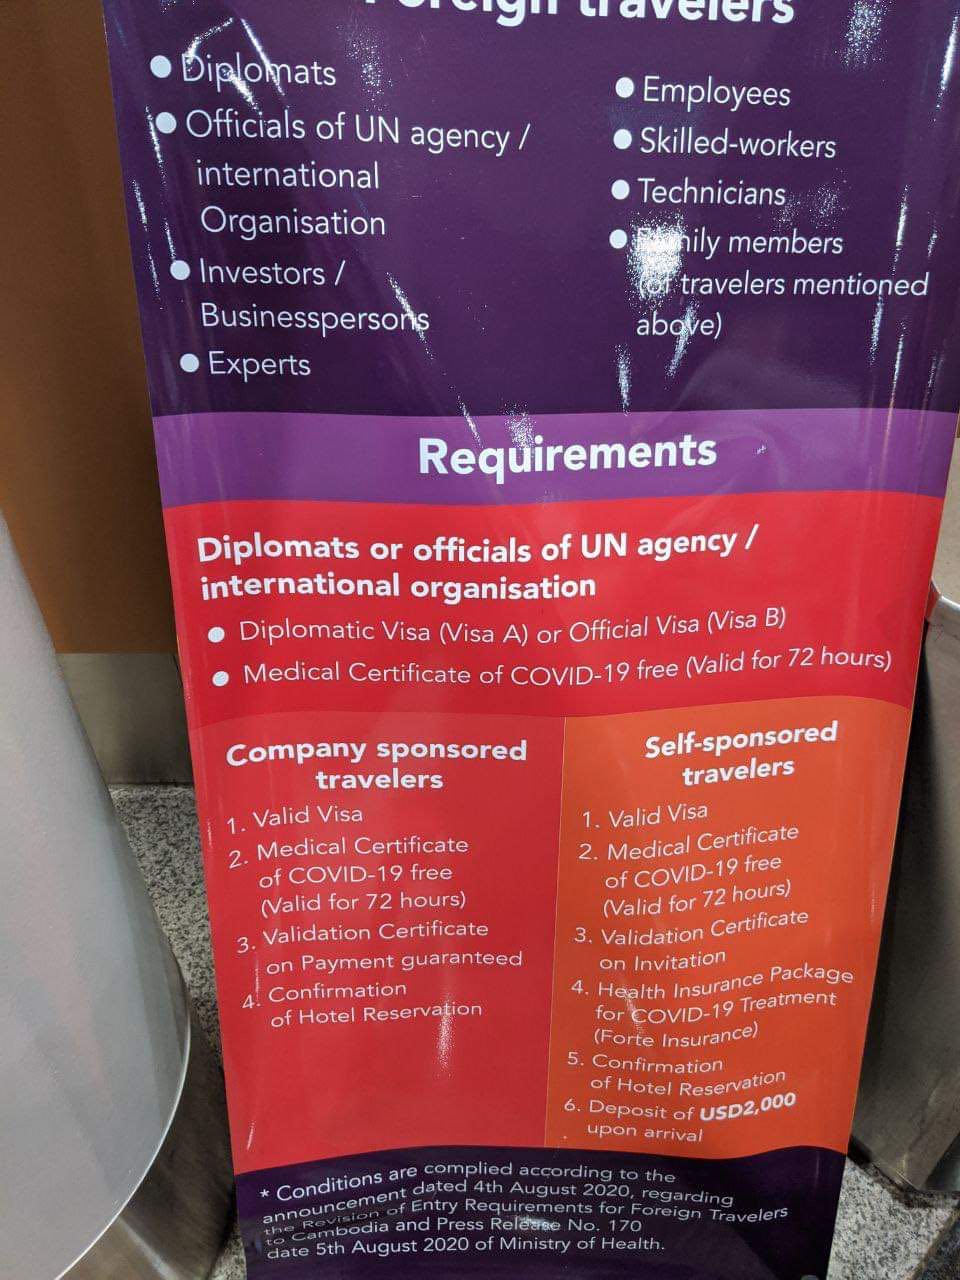 Foreign travelers
Diplomats
Officials of UN agency /
international
Organisation
Investors /
Businesspersons
Experts
Employees
Skilled-workers
Technicians
Family members
(of travelers mentioned
above)
Requirements
Diplomats or officials of UN agency /
international organisation
Diplomatic Visa (Visa A) or Official Visa (Visa B)
Medical Certificate of COVID-19 free (Valid for 72 hours)
Company sponsored
travelers
1. Valid Visa
2. Medical Certificate
of COVID-19 free
(Valid for 72 hours)
3. Validation Certificate
on Payment guaranteed
4. Confirmation
of Hotel Reservation
Self-sponsored
travelers
1. Valid Visa
2. Medical Certificate
of COVID-19 free
(Valid for 72 hours)
3. Validation Certificate
on Invitation
4. Health Insurance Package
for COVID-19 Treatment
(Forte Insurance)
5. Confirmation
of Hotel Reservation
6. Deposit of USD2,000
upon arrival
* Conditions are complied according to the
announcement dated 4th August 2020, regarding
the Revision of Entry Requirements for Foreign Travelers
to Cambodia and Press Release No. 170
date 5th August 2020 of Ministry of Health.